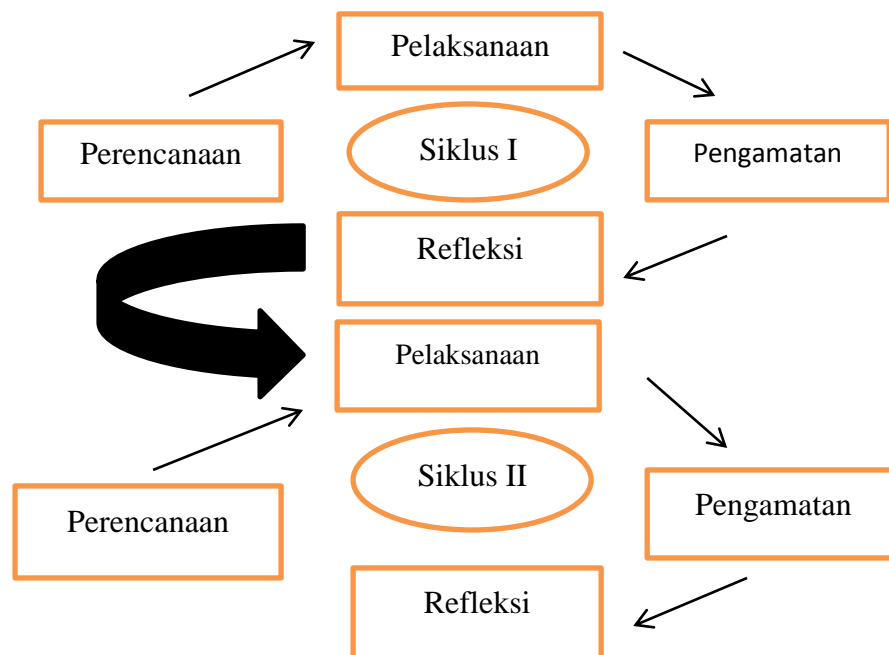 Pelaksanaan
Perencanaan
Siklus I
Pengamatan
Refleksi
Pelaksanaan
Siklus II
Perencanaan
Pengamatan
Refleksi